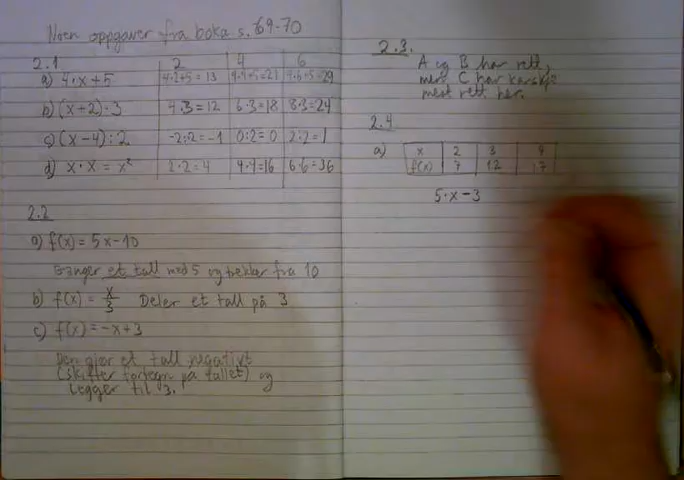 Noen oppgaver fra boka s. 69-70
2.1 2 4 6
a) 4·x+5 4·2+5=13 4·4+5=21 4·6+5=29
b) (x+2)·3 4·3=12 6·3=18 8·3=24
c) (x-4):2 -2:2=-1 0:2=0 2:2=1
d) x·x=x² 2·2=4 4·4=16 6·6=36
2.2
a) f(x)=5x-10
Ganger et tall med 5 og trekker fra 10
b) f(x)=x/3 Deler et tall på 3
c) f(x)=-x+3
Den gjør et tall negativt
(skifter fortegn på tallet) og
legger til 3.
2.3.
A og B har rett,
mens C har kanskje
mest rett her.
2.4
a) x 2 3 4
f(x) 7 12 17
5·x-3